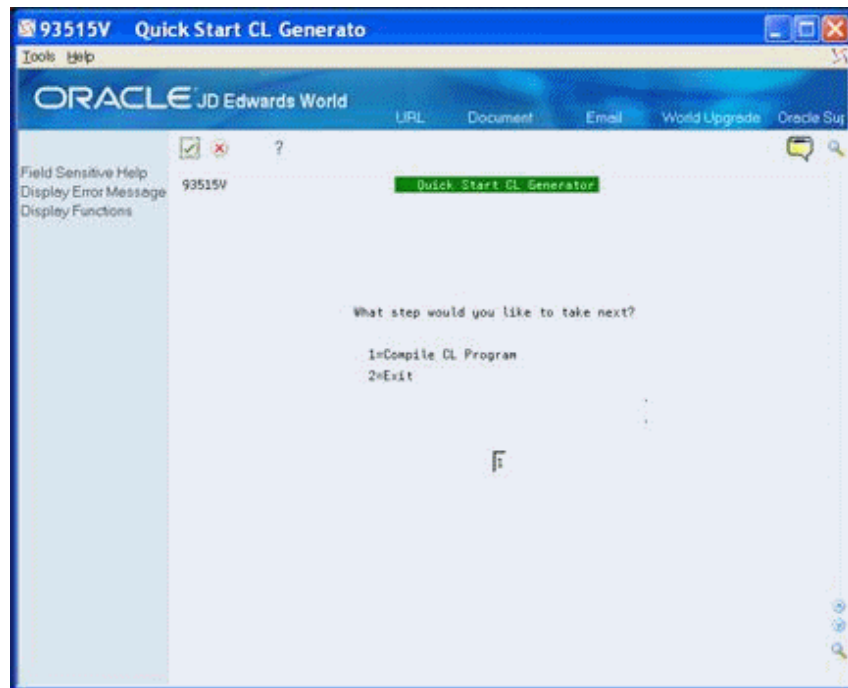 93515V Quick Start CL Generato
Tools Help
ORACLE JD Edwards World
URL Document Email World Upgrade Oracle Sup
?
Field Sensitive Help
Display Error Message
Display Functions
93515V Quick Start CL Generator
What step would you like to take next?
1=Compile CL Program
2=Exit